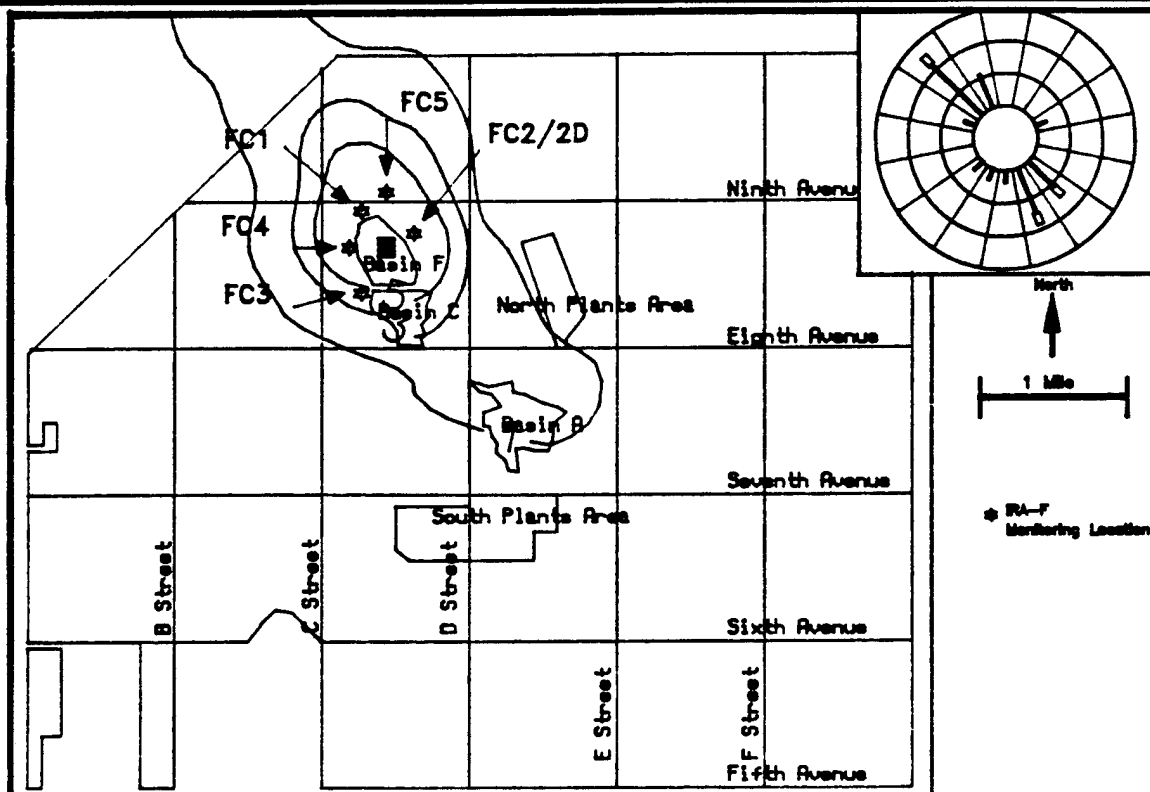 FC5
FC1
FC2/2D
Ninth Avenue
FC4
Basin F
FC3
Basin C
North Plants Area
North
Eighth Avenue
1 Mile
Basin A
Seventh Avenue
South Plants Area
IRA-F
Monitoring Location
B Street
C Street
D Street
Sixth Avenue
E Street
F Street
Fifth Avenue